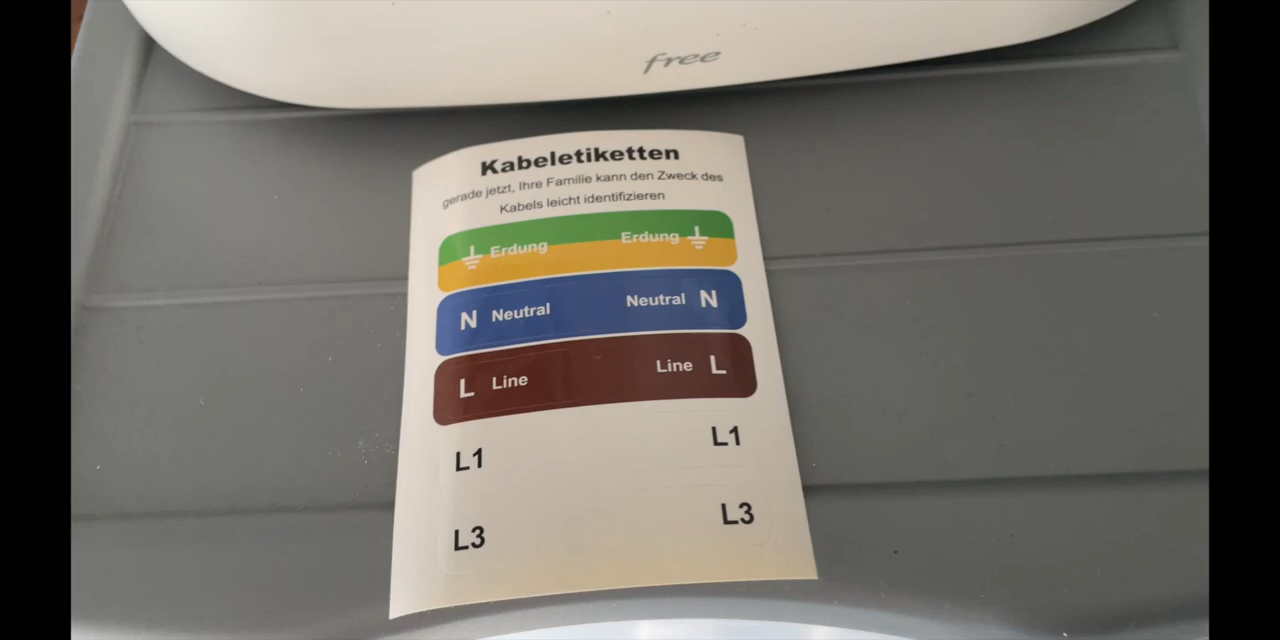 free
Kabeletiketten
gerade jetzt, Ihre Familie kann den Zweck des
Kabels leicht identifizieren
Erdung Erdung
N Neutral Neutral N
L Line Line L
L1 L1
L3 L3